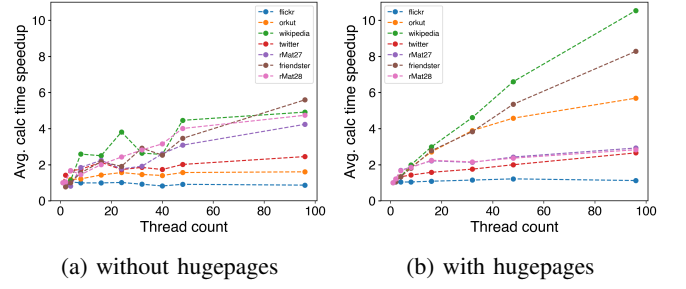 Avg. calc time speedup
10
8
6
4
2
0
0 20 40 60 80 100
Thread count
flickr
orkut
wikipedia
twitter
rMat27
friendster
rMat28
(a) without hugepages
Avg. calc time speedup
10
8
6
4
2
0
0 20 40 60 80 100
Thread count
flickr
orkut
wikipedia
twitter
rMat27
friendster
rMat28
(b) with hugepages